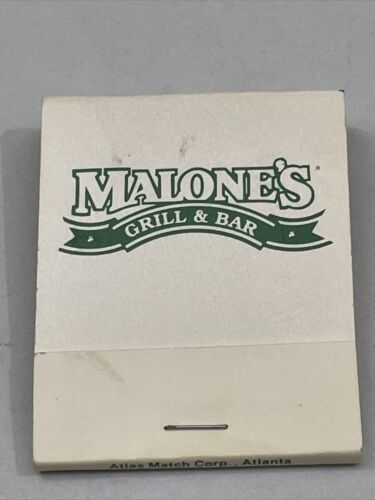 MALONE'S
GRILL & BAR
Atlas Match Corp., Atlanta